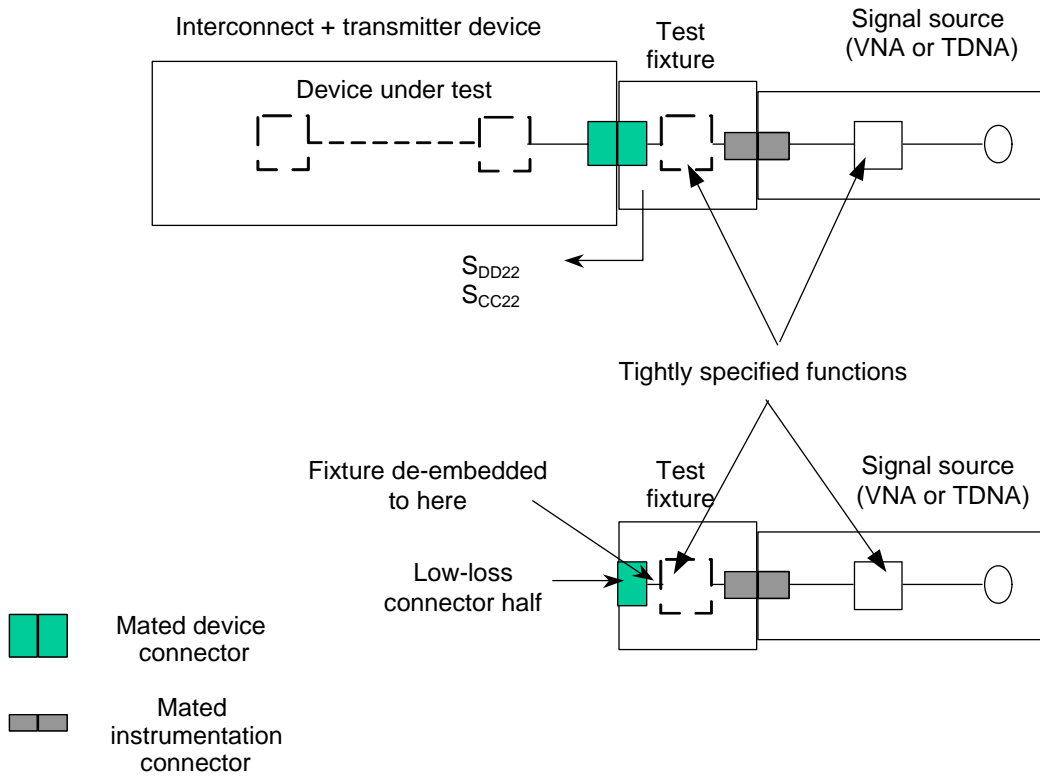 Interconnect + transmitter device
Test
fixture
Signal source
(VNA or TDNA)
Device under test
SDD22
SCC22
Tightly specified functions
Fixture de-embedded
to here
Test
fixture
Signal source
(VNA or TDNA)
Low-loss
connector half
Mated device
connector
Mated
instrumentation
connector